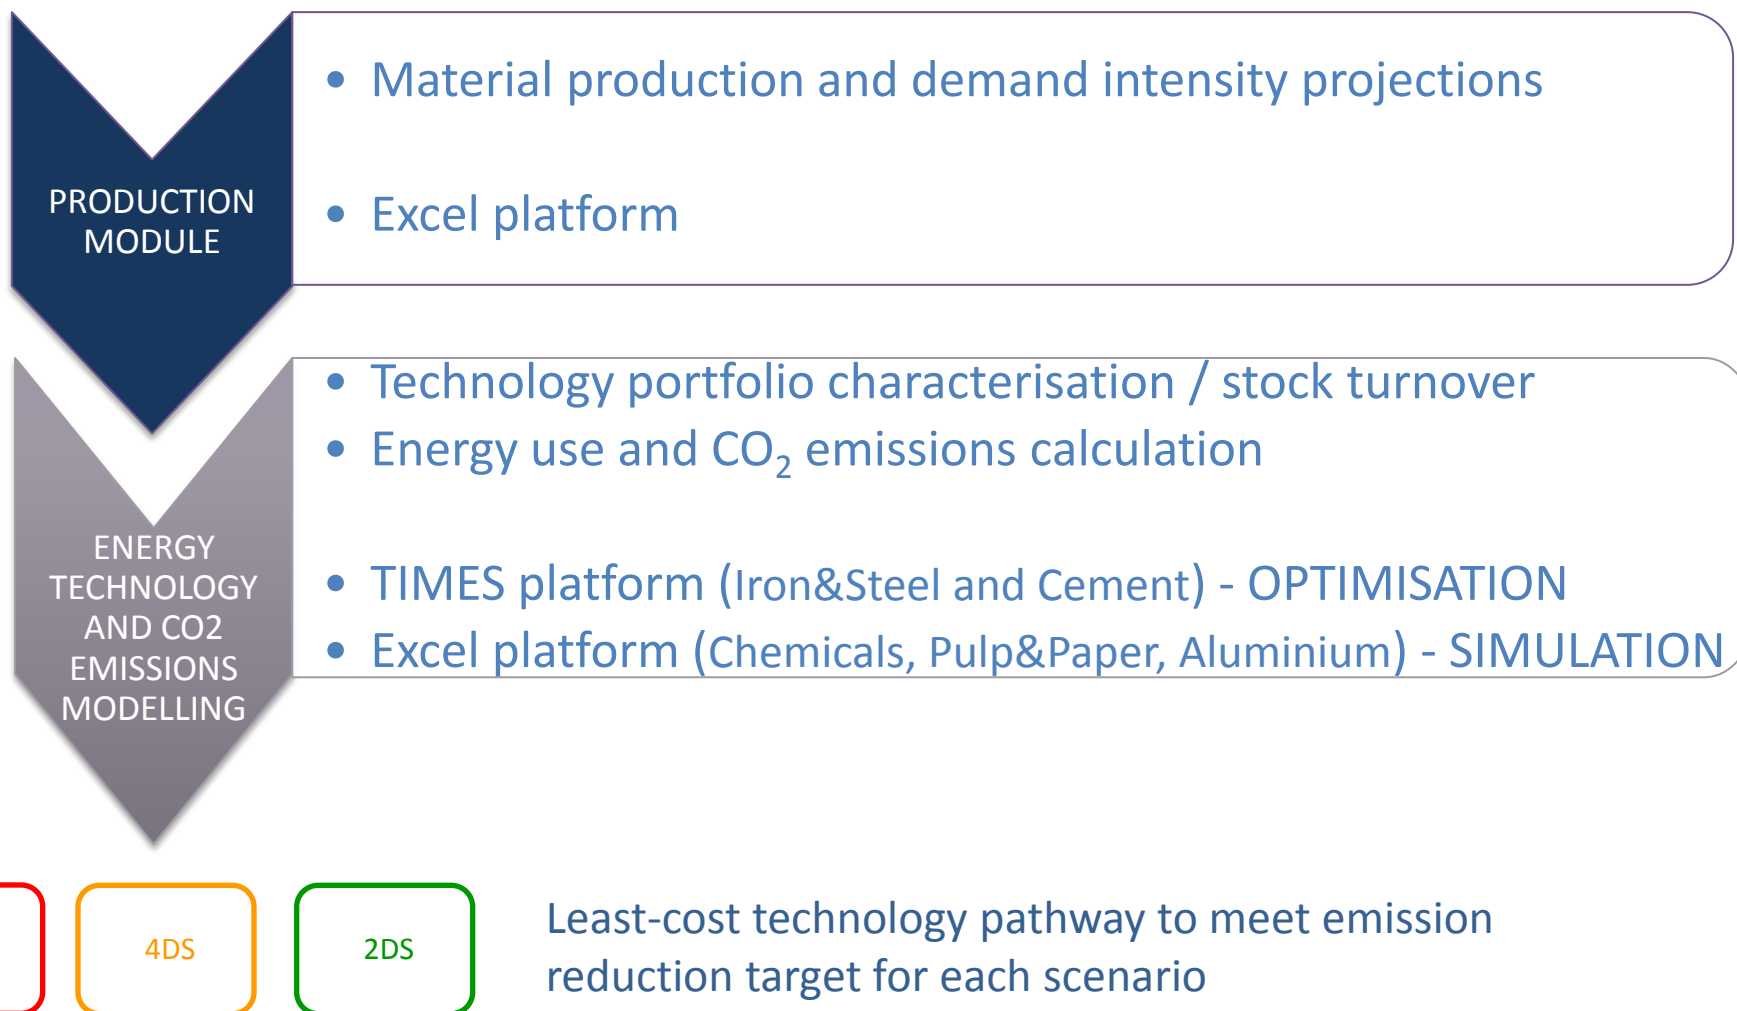 PRODUCTION
MODULE
• Material production and demand intensity projections
• Excel platform
ENERGY
TECHNOLOGY
AND CO2
EMISSIONS
MODELLING
• Technology portfolio characterisation / stock turnover
• Energy use and CO₂ emissions calculation
• TIMES platform (Iron&Steel and Cement) - OPTIMISATION
• Excel platform (Chemicals, Pulp&Paper, Aluminium) - SIMULATION
4DS
2DS
Least-cost technology pathway to meet emission
reduction target for each scenario